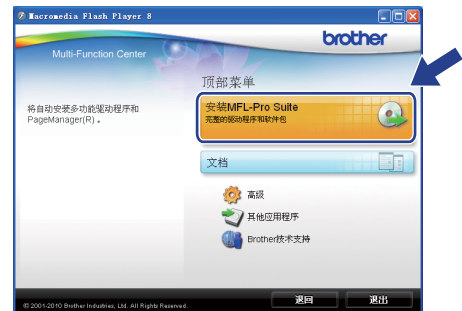 Macromedia Flash Player 8
brother
Multi-Function Center
顶部菜单
将自动安装多功能驱动程序和
PageManager(R) 。
安装MFL-Pro Suite
完整的驱动程序和软件包
文档
高级
其他应用程序
Brother技术支持
© 2001-2010 Brother Industries, Ltd. All Rights Reserved.
返回
退出